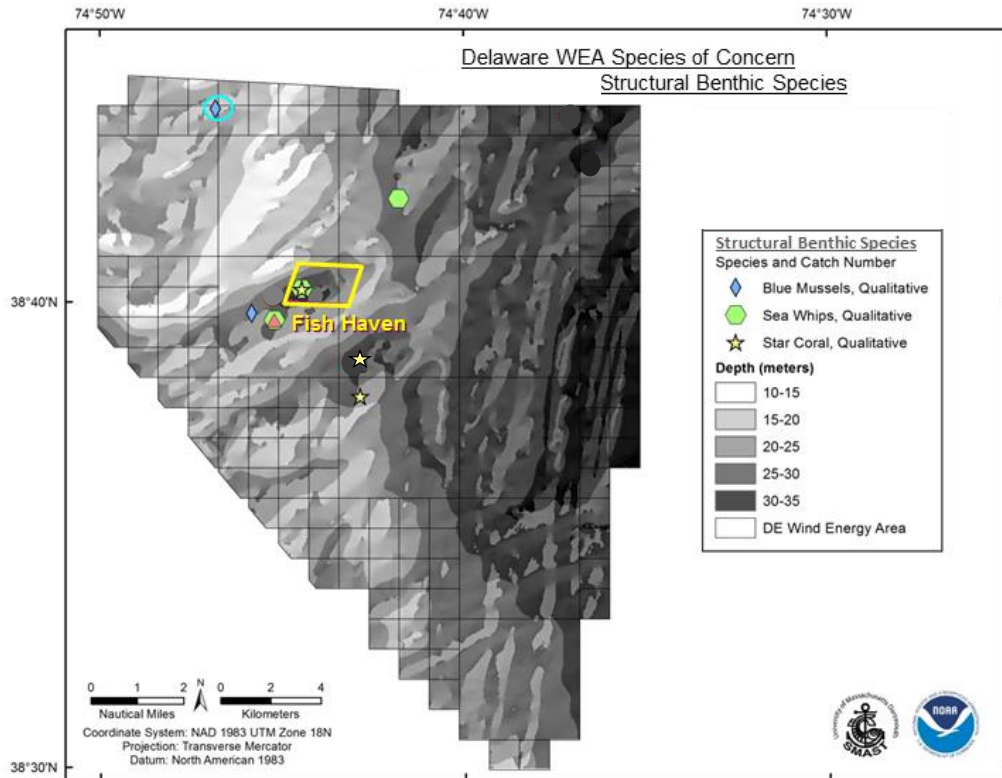 74°50'W 74°40'W 74°30'W
Delaware WEA Species of Concern
Structural Benthic Species
38°40'N
Fish Haven
Structural Benthic Species
Species and Catch Number
Blue Mussels, Qualitative
Sea Whips, Qualitative
Star Coral, Qualitative
Depth (meters)
10-15
15-20
20-25
25-30
30-35
DE Wind Energy Area
0 1 2 N 0 2 4
Nautical Miles Kilometers
Coordinate System: NAD 1983 UTM Zone 18N
Projection: Transverse Mercator
Datum: North American 1983
University of Massachusetts Dartmouth
SMAST
NOAA
38°30'N